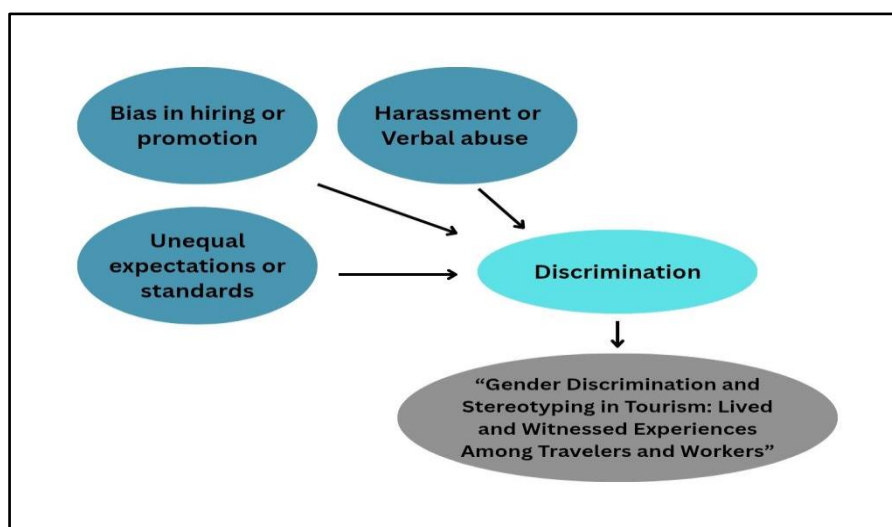 Bias in hiring or
promotion
Harassment or
Verbal abuse
Unequal
expectations or
standards
Discrimination
“Gender Discrimination and
Stereotyping in Tourism: Lived
and Witnessed Experiences
Among Travelers and Workers”